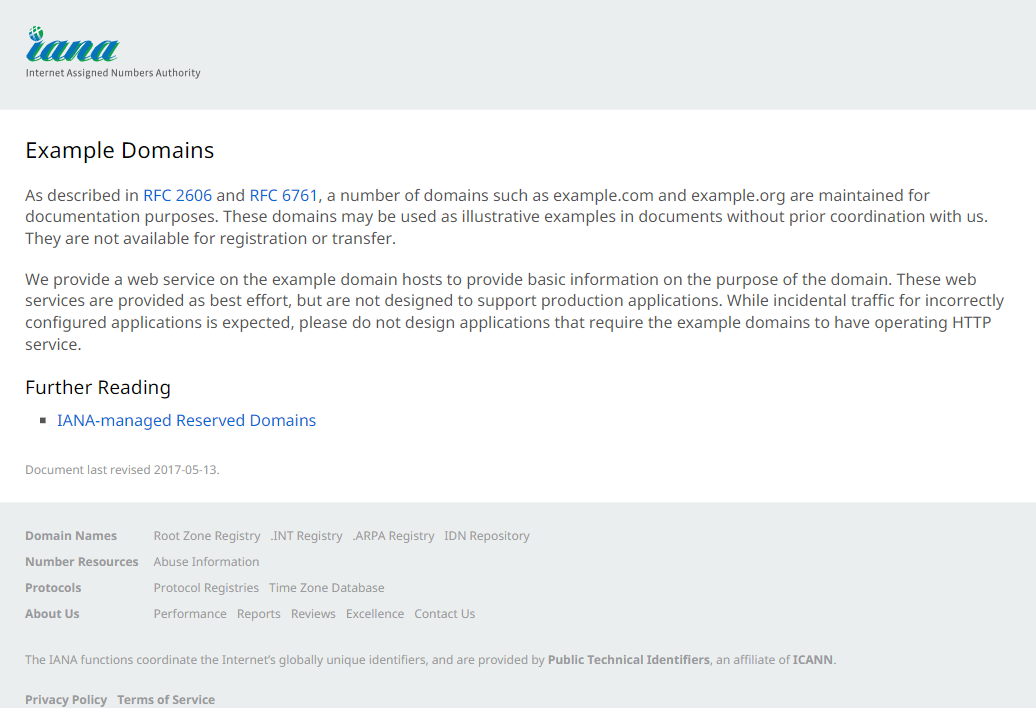 iana
Internet Assigned Numbers Authority
Example Domains
As described in RFC 2606 and RFC 6761, a number of domains such as example.com and example.org are maintained for
documentation purposes. These domains may be used as illustrative examples in documents without prior coordination with us.
They are not available for registration or transfer.
We provide a web service on the example domain hosts to provide basic information on the purpose of the domain. These web
services are provided as best effort, but are not designed to support production applications. While incidental traffic for incorrectly
configured applications is expected, please do not design applications that require the example domains to have operating HTTP
service.
Further Reading
IANA-managed Reserved Domains
Document last revised 2017-05-13.
Domain Names Root Zone Registry .INT Registry .ARPA Registry IDN Repository
Number Resources Abuse Information
Protocols Protocol Registries Time Zone Database
About Us Performance Reports Reviews Excellence Contact Us
The IANA functions coordinate the Internet’s globally unique identifiers, and are provided by Public Technical Identifiers, an affiliate of ICANN.
Privacy Policy Terms of Service